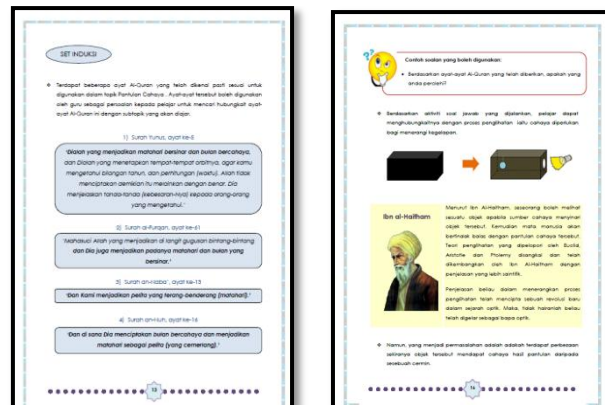 SET INDUKSI
❖ Terdapat beberapa ayat Al-Quran yang telah dikenal pasti sesuai untuk
digunakan dalam topik Pantulan Cahaya . Ayat-ayat tersebut boleh digunakan
oleh guru sebagai persoalan kepada pelajar untuk mencari hubungkait ayat-
ayat Al-Quran ini dengan subtopik yang akan diajar.
1) Surah Yunus, ayat ke-5
'Dialah yang menjadikan matahari bersinar dan bulan bercahaya,
dan Dialah yang menetapkan tempat-tempat orbitnya, agar kamu
mengetahui bilangan tahun, dan perhitungan (waktu). Allah tidak
menciptakan demikian itu melainkan dengan benar. Dia
menjelaskan tanda-tanda (kebesaran-Nya) kepada orang-orang
yang mengetahui.'
2) Surah al-Furqan, ayat ke-61
'Mahasuci Allah yang menjadikan di langit gugusan bintang-bintang
dan Dia juga menjadikan padanya matahari dan bulan yang
bersinar.'
3) Surah an-Naba', ayat ke-13
'Dan Kami menjadikan pelita yang terang-benderang (matahari).'
4) Surah an-Nuh, ayat ke-16
'Dan di sana Dia menciptakan bulan bercahaya dan menjadikan
matahari sebagai pelita (yang cemerlang).'
Contoh soalan yang boleh digunakan:
• Berdasarkan ayat-ayat Al-Quran yang telah diberikan, apakah yang
anda perolehi?
❖ Berdasarkan aktiviti soal jawab yang dijalankan, pelajar dapat
menghubungkaitnya dengan proses penglihatan iaitu cahaya diperlukan
bagi menerangi kegelapan.
Ibn al-Haitham
Menurut Ibn Al-Haitham, seseorang boleh melihat
sesuatu objek apabila sumber cahaya menyinari
objek tersebut. Kemudian mata manusia akan
bertindak balas dengan pantulan cahaya tersebut.
Teori penglihatan yang dipelopori oleh Euclid,
Aristotle dan Ptolemy disangkal dan telah
dikembangkan oleh Ibn Al-Haitham dengan
penjelasan yang lebih saintifik.
Penjelasan beliau dalam menerangkan proses
penglihatan telah mencipta sebuah revolusi baru
dalam sejarah optik. Maka, tidak hairanlah beliau
telah digelar sebagai bapa optik.
❖ Namun, yang menjadi permasalahan adalah adakah terdapat perbezaan
sekiranya objek tersebut mendapat cahaya hasil pantulan daripada
sesebuah cermin.